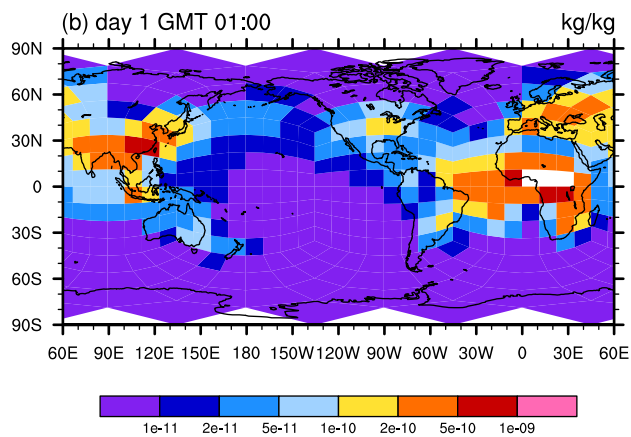 (b) day 1 GMT 01:00 kg/kg
90N
60N
30N
0
30S
60S
90S
60E 90E 120E 150E 180 150W 120W 90W 60W 30W 0 30E 60E
1e-11 2e-11 5e-11 1e-10 2e-10 5e-10 1e-09